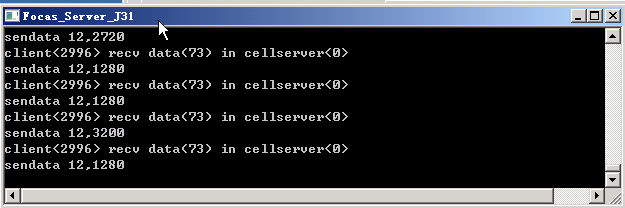 Focas_Server_J31
sendata 12,2720
client<2996> recv data(73) in cellserver<0>
sendata 12,1280
client<2996> recv data(73) in cellserver<0>
sendata 12,1280
client<2996> recv data(73) in cellserver<0>
sendata 12,3200
client<2996> recv data(73) in cellserver<0>
sendata 12,1280